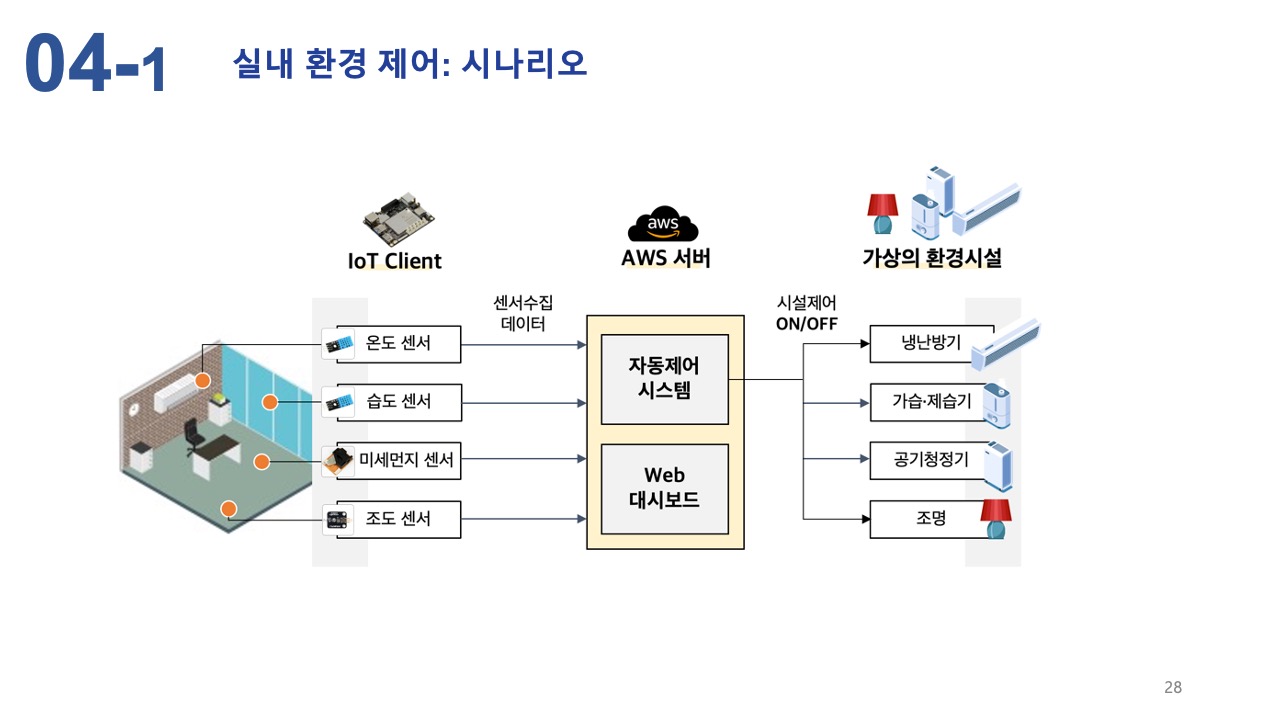 04-1
실내 환경 제어: 시나리오
IoT Client
aws
AWS 서버
가상의 환경시설
센서수집
데이터
시설제어
ON/OFF
온도 센서
습도 센서
미세먼지 센서
조도 센서
자동제어
시스템
Web
대시보드
냉난방기
가습·제습기
공기청정기
조명
28